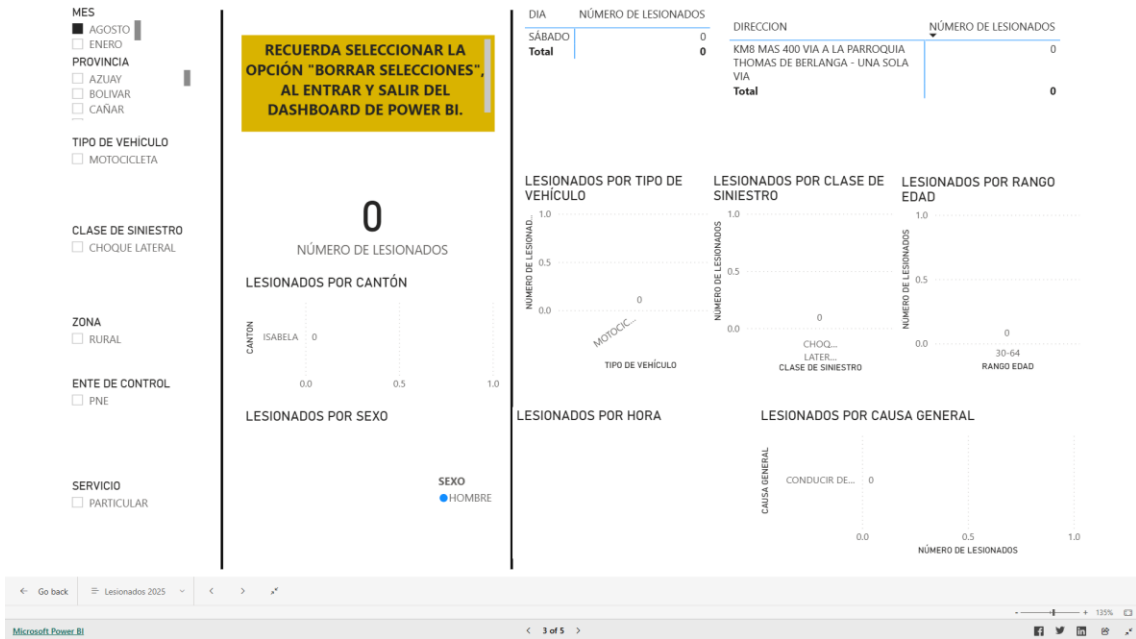 MES
AGOSTO
ENERO
PROVINCIA
AZUAY
BOLIVAR
CAÑAR
TIPO DE VEHÍCULO
MOTOCICLETA
CLASE DE SINIESTRO
CHOQUE LATERAL
ZONA
RURAL
ENTE DE CONTROL
PNE
SERVICIO
PARTICULAR
RECUERDA SELECCIONAR LA
OPCIÓN "BORRAR SELECCIONES",
AL ENTRAR Y SALIR DEL
DASHBOARD DE POWER BI.
0
NÚMERO DE LESIONADOS
LESIONADOS POR CANTÓN
CANTÓN
ISABELA 0
0.0 0.5 1.0
LESIONADOS POR SEXO
SEXO
HOMBRE
DIA NÚMERO DE LESIONADOS
SÁBADO 0
Total 0
DIRECCION NÚMERO DE LESIONADOS
KM8 MAS 400 VIA A LA PARROQUIA 0
THOMAS DE BERLANGA - UNA SOLA
VIA
Total 0
LESIONADOS POR TIPO DE
VEHÍCULO
NÚMERO DE LESIONAD...
1.0
0.5
0.0
0
MOTOCIC...
TIPO DE VEHÍCULO
LESIONADOS POR CLASE DE
SINIESTRO
NÚMERO DE LESIONADOS
1.0
0.5
0.0
0
CHOQ...
LATER...
CLASE DE SINIESTRO
LESIONADOS POR RANGO
EDAD
NÚMERO DE LESIONADOS
1.0
0.5
0.0
0
30-64
RANGO EDAD
LESIONADOS POR HORA
LESIONADOS POR CAUSA GENERAL
CAUSA GENERAL
CONDUCIR DE... 0
0.0 0.5 1.0
NÚMERO DE LESIONADOS
Go back Lesionados 2025
135%
Microsoft Power BI 3 of 5